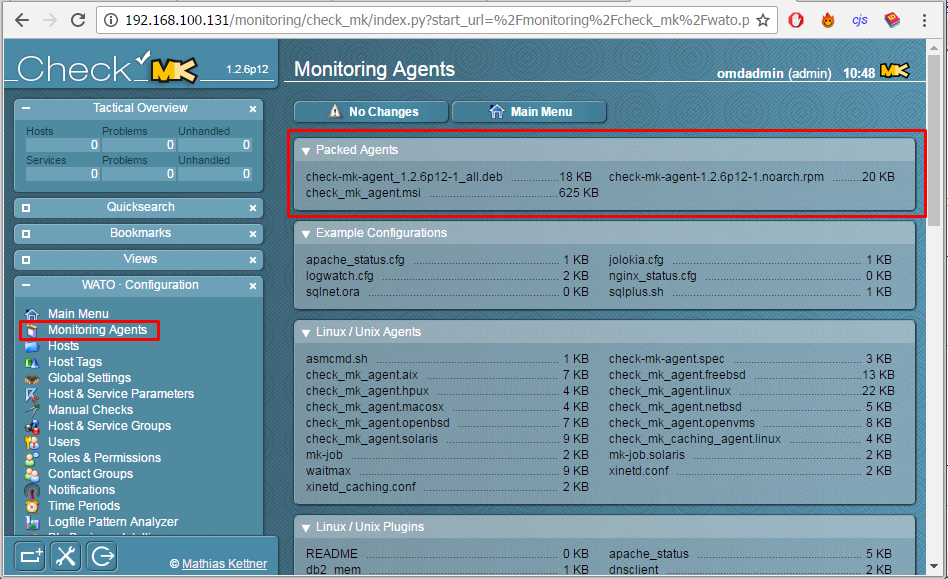 192.168.100.131/monitoring/check_mk/index.py?start_url=%2Fmonitoring%2Fcheck_mk%2Fwato.p
cjs
Check MK 1.2.6p12
Tactical Overview
Hosts Problems Unhandled
0 0 0
Services Problems Unhandled
0 0 0
Quicksearch
Bookmarks
Views
WATO · Configuration
Main Menu
Monitoring Agents
Hosts
Host Tags
Global Settings
Host & Service Parameters
Manual Checks
Host & Service Groups
Users
Roles & Permissions
Contact Groups
Notifications
Time Periods
Logfile Pattern Analyzer
© Mathias Kettner
Monitoring Agents
omdadmin (admin) 10:48 MK
No Changes Main Menu
Packed Agents
check-mk-agent_1.2.6p12-1_all.deb 18 KB check-mk-agent-1.2.6p12-1.noarch.rpm 20 KB
check_mk_agent.msi 625 KB
Example Configurations
apache_status.cfg 1 KB jolokia.cfg 1 KB
logwatch.cfg 2 KB nginx_status.cfg 0 KB
sqlnet.ora 0 KB sqlplus.sh 1 KB
Linux / Unix Agents
asmcmd.sh 1 KB check-mk-agent.spec 3 KB
check_mk_agent.aix 7 KB check_mk_agent.freebsd 13 KB
check_mk_agent.hpux 4 KB check_mk_agent.linux 22 KB
check_mk_agent.macosx 4 KB check_mk_agent.netbsd 5 KB
check_mk_agent.openbsd 7 KB check_mk_agent.openvms 8 KB
check_mk_agent.solaris 9 KB check_mk_caching_agent.linux 4 KB
mk-job 2 KB mk-job.solaris 2 KB
waitmax 9 KB xinetd.conf 2 KB
xinetd_caching.conf 2 KB
Linux / Unix Plugins
README 0 KB apache_status 5 KB
db2_mem 1 KB dnsclient 2 KB